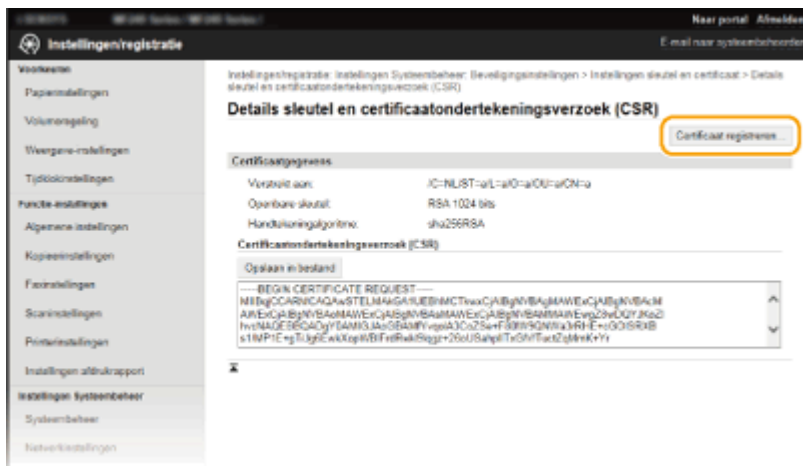 Naar portal Afmelden
Instellingen/registratie
E-mail naar systeembeheerder
Voorkeuren
Papierinstellingen
Volumeregeling
Weergave-instellingen
Tijdklokinstellingen
Functie-instellingen
Algemene instellingen
Kopieerinstellingen
Faxinstellingen
Scaninstellingen
Printerinstellingen
Instellingen afdrukrapport
Instellingen Systeembeheer
Systeembeheer
Netwerkinstellingen
Instellingen/registratie: Instellingen Systeembeheer: Beveiligingsinstellingen > Instellingen sleutel en certificaat > Details
sleutel en certificaatondertekeningsverzoek (CSR)
Details sleutel en certificaatondertekeningsverzoek (CSR)
Certificaat registreren...
Certificaatgegevens
Verstrekt aan: /C=NL/ST=a/L=a/O=a/OU=a/CN=a
Openbare sleutel: RSA 1024 bits
Handtekeningalgoritme: sha256RSA
Certificaatondertekeningsverzoek (CSR)
Opslaan in bestand
-----BEGIN CERTIFICATE REQUEST-----